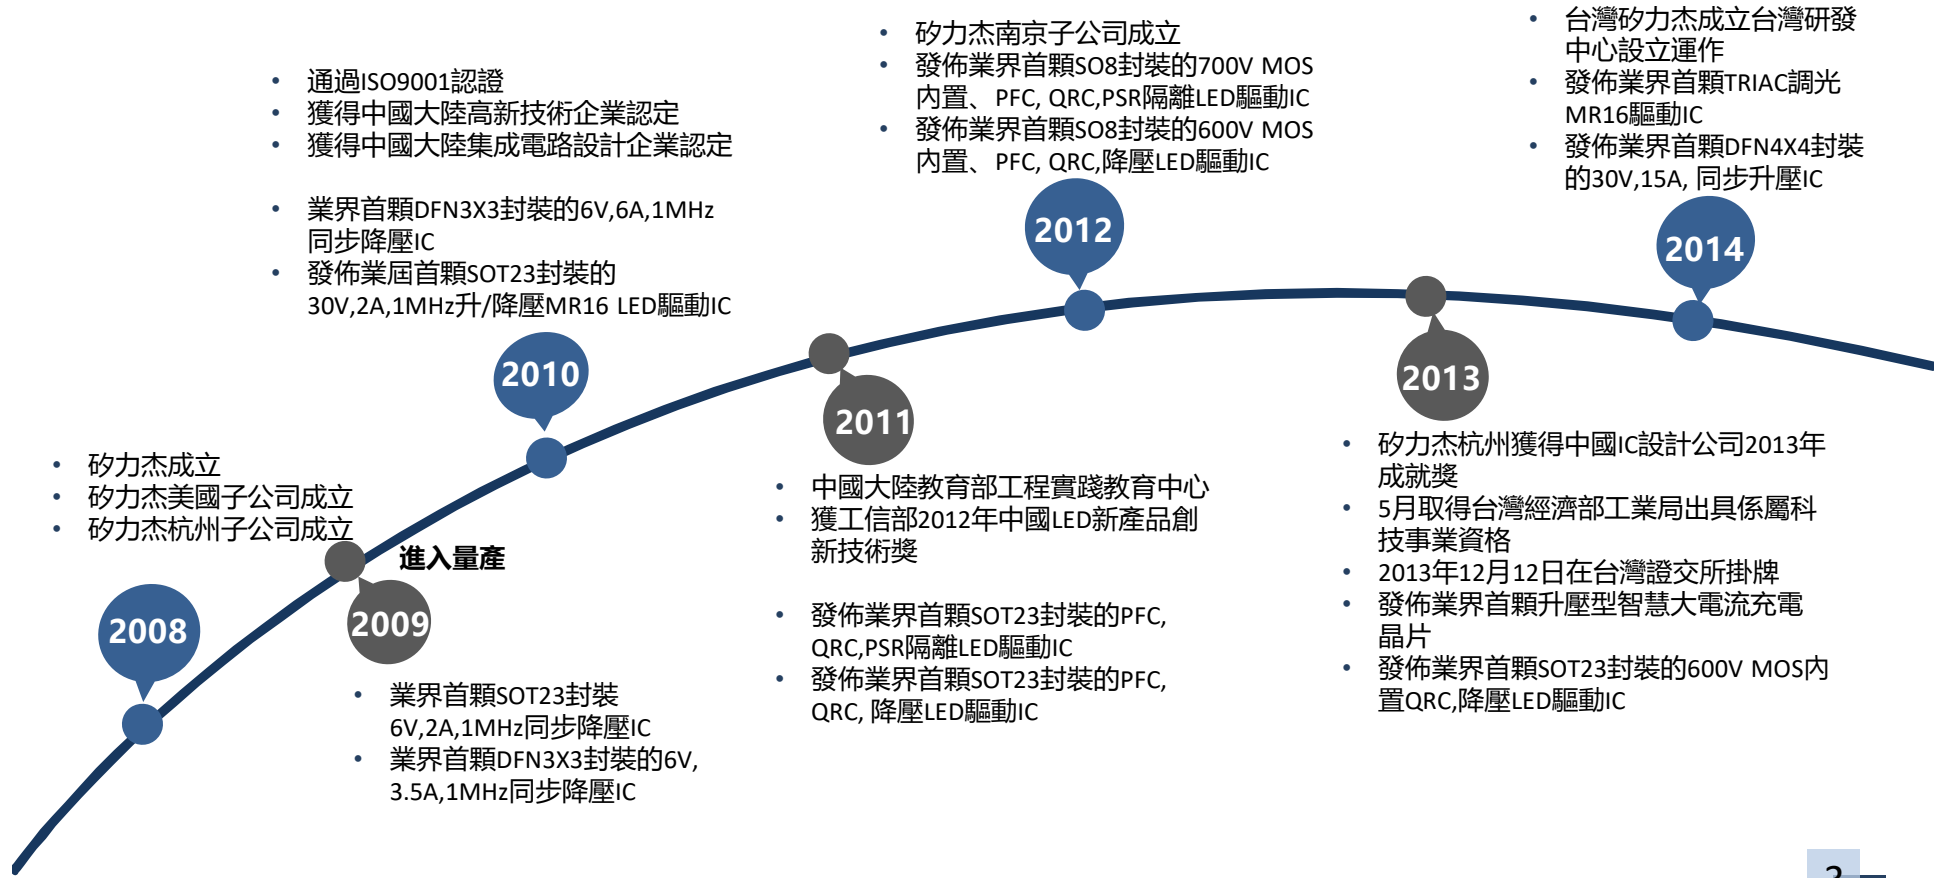 矽力杰成立
矽力杰美國子公司成立
矽力杰杭州子公司成立
2008
進入量產
2009
業界首顆SOT23封裝
6V,2A,1MHz同步降壓IC
業界首顆DFN3X3封裝的6V,
3.5A,1MHz同步降壓IC
通過ISO9001認證
獲得中國大陸高新技術企業認定
獲得中國大陸集成電路設計企業認定
業界首顆DFN3X3封裝的6V,6A,1MHz
同步降壓IC
發佈業屆首顆SOT23封裝的
30V,2A,1MHz升/降壓MR16 LED驅動IC
2010
2011
中國大陸教育部工程實踐教育中心
獲工信部2012年中國LED新產品創
新技術獎
發佈業界首顆SOT23封裝的PFC,
QRC,PSR隔離LED驅動IC
發佈業界首顆SOT23封裝的PFC,
QRC, 降壓LED驅動IC
矽力杰南京子公司成立
發佈業界首顆SO8封裝的700V MOS
內置、PFC, QRC,PSR隔離LED驅動IC
發佈業界首顆SO8封裝的600V MOS
內置、PFC, QRC,降壓LED驅動IC
2012
2013
矽力杰杭州獲得中國IC設計公司2013年
成就獎
5月取得台灣經濟部工業局出具係屬科
技事業資格
2013年12月12日在台灣證交所掛牌
發佈業界首顆升壓型智慧大電流充電
晶片
發佈業界首顆SOT23封裝的600V MOS內
置QRC,降壓LED驅動IC
台灣矽力杰成立台灣研發
中心設立運作
發佈業界首顆TRIAC調光
MR16驅動IC
發佈業界首顆DFN4X4封裝
的30V,15A, 同步升壓IC
2014